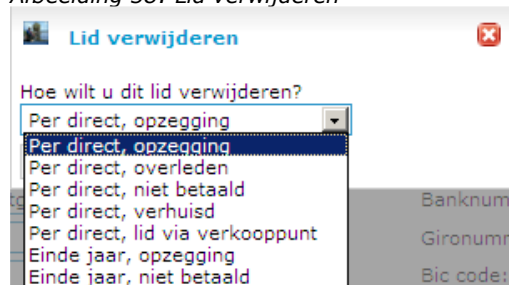 Afbeelding 38: Lid verwijderen
Lid verwijderen
Hoe wilt u dit lid verwijderen?
Per direct, opzegging
Per direct, opzegging
Per direct, overleden
Per direct, niet betaald
Per direct, verhuisd
Per direct, lid via verkooppunt
Einde jaar, opzegging
Einde jaar, niet betaald
Banknum
Gironumr
Bic code: